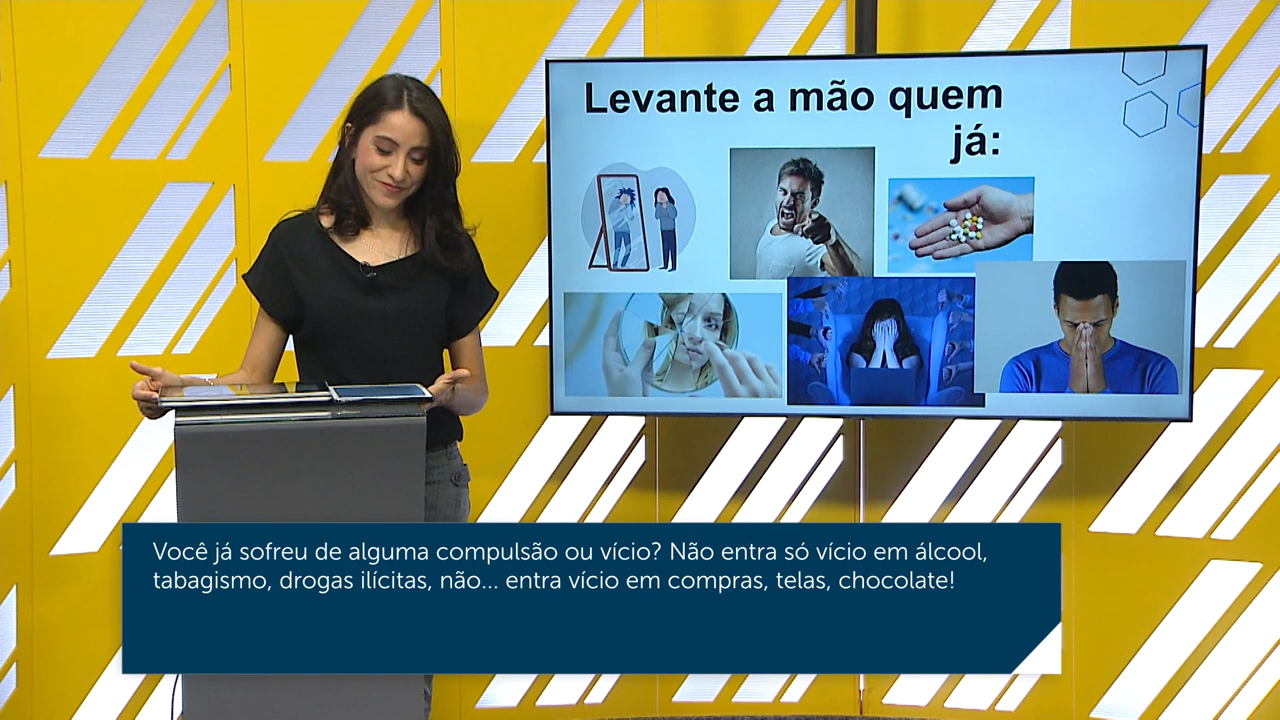 Levante a mão quem
já:
Você já sofreu de alguma compulsão ou vício? Não entra só vício em álcool,
tabagismo, drogas ilícitas, não... entra vício em compras, telas, chocolate!